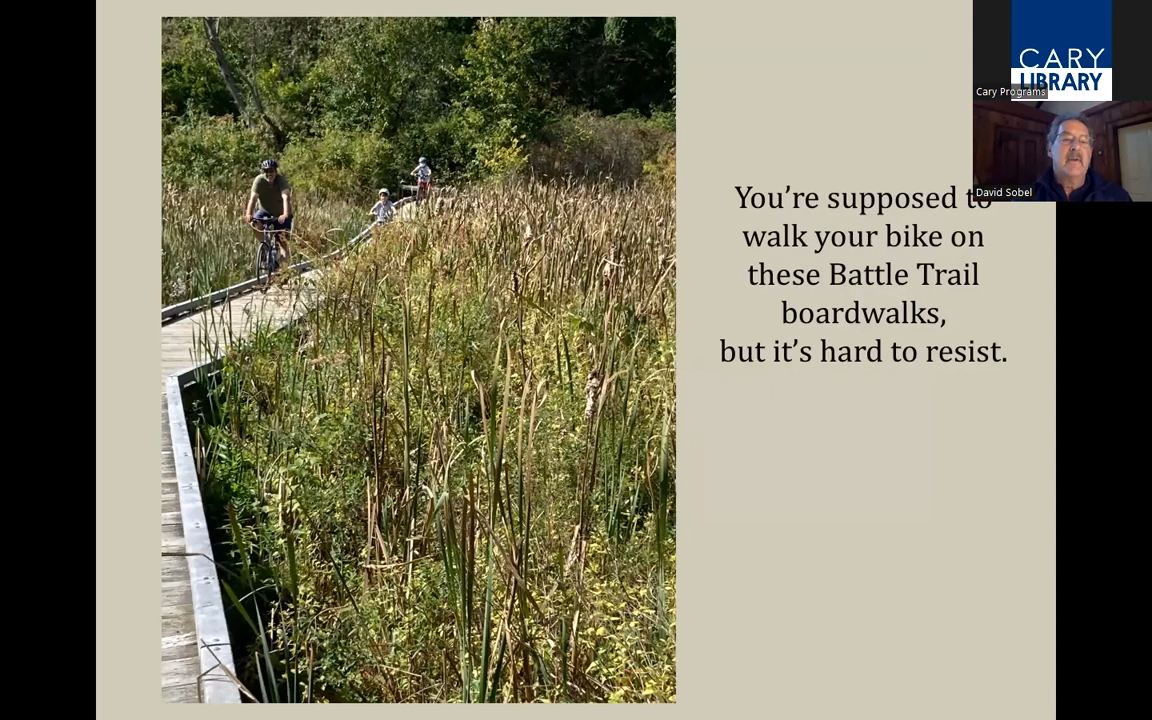 CARY
LIBRARY
Cary Programs
David Sobel
You’re supposed to
walk your bike on
these Battle Trail
boardwalks,
but it’s hard to resist.